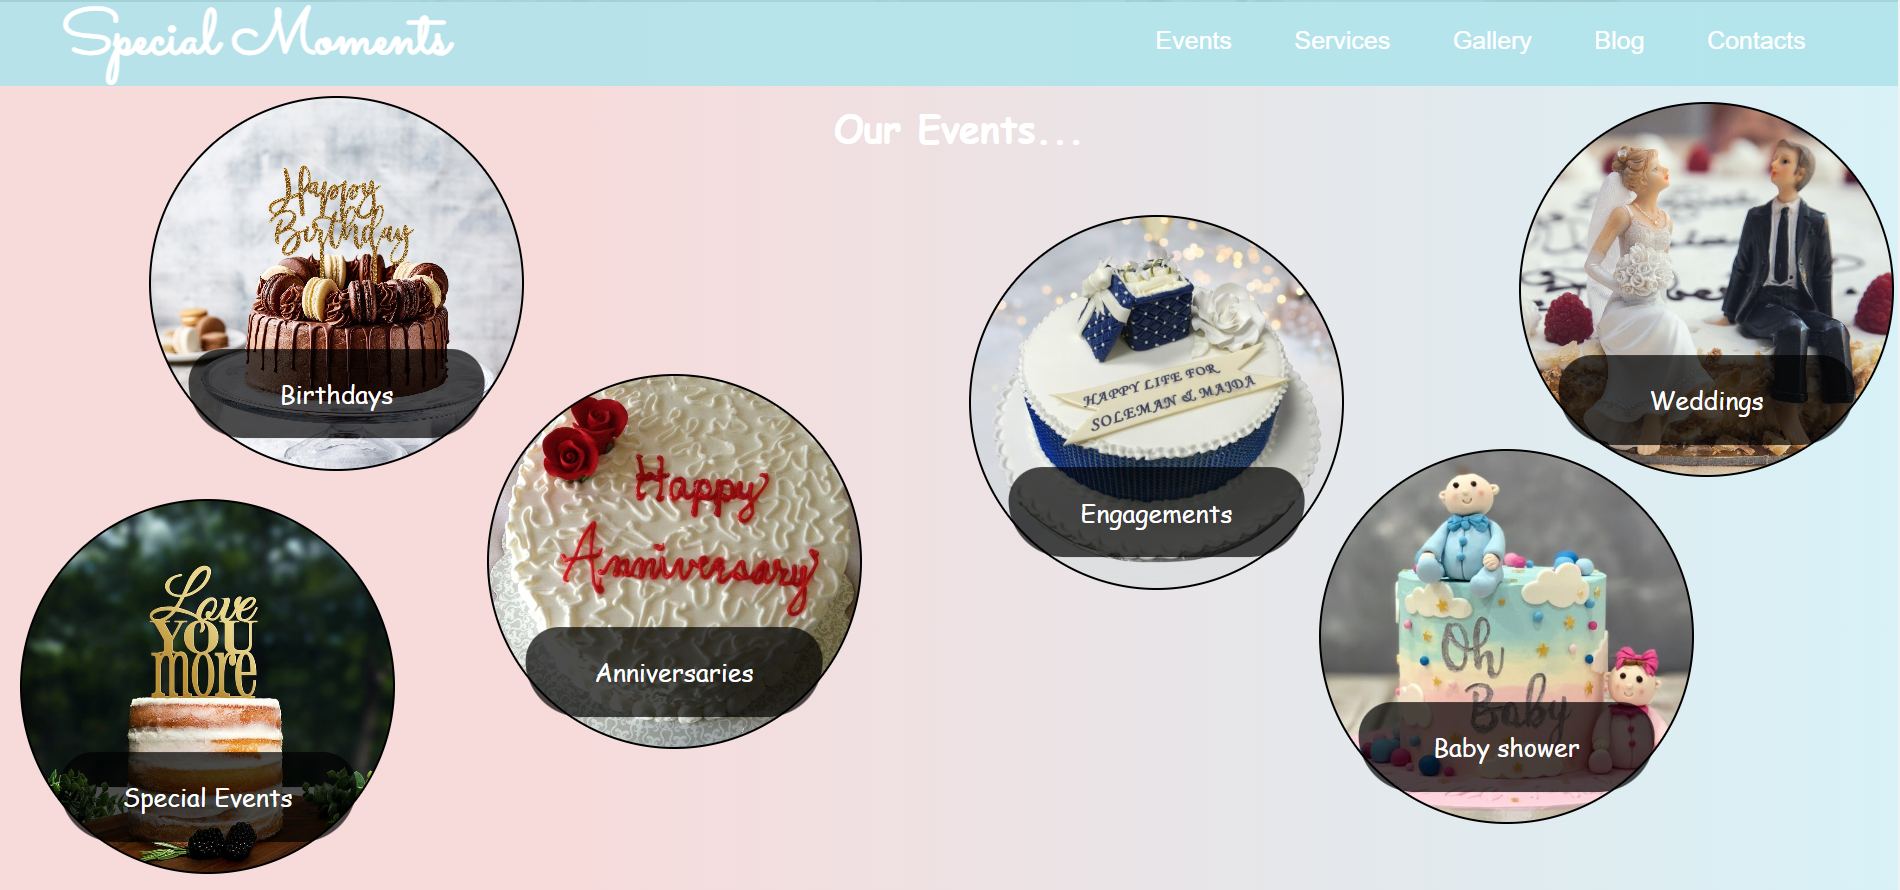 Special Moments
Events
Services
Gallery
Blog
Contacts
Our Events...
Happy
Birthday
Birthdays
HAPPY LIFE FOR
SOLEMAN & MAJDA
Engagements
Weddings
Happy
Anniversary
Anniversaries
Love
YOU
more
Special Events
Oh
Baby
Baby shower